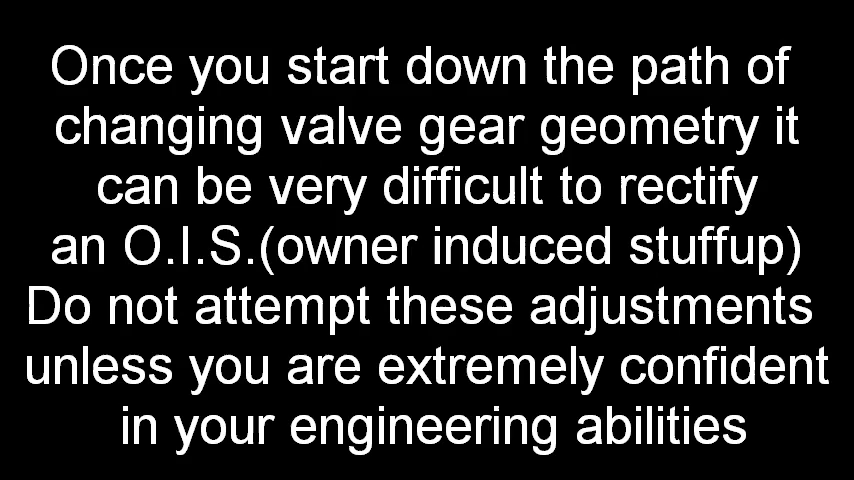 Once you start down the path of
changing valve gear geometry it
can be very difficult to rectify
an O.I.S.(owner induced stuffup)
Do not attempt these adjustments
unless you are extremely confident
in your engineering abilities